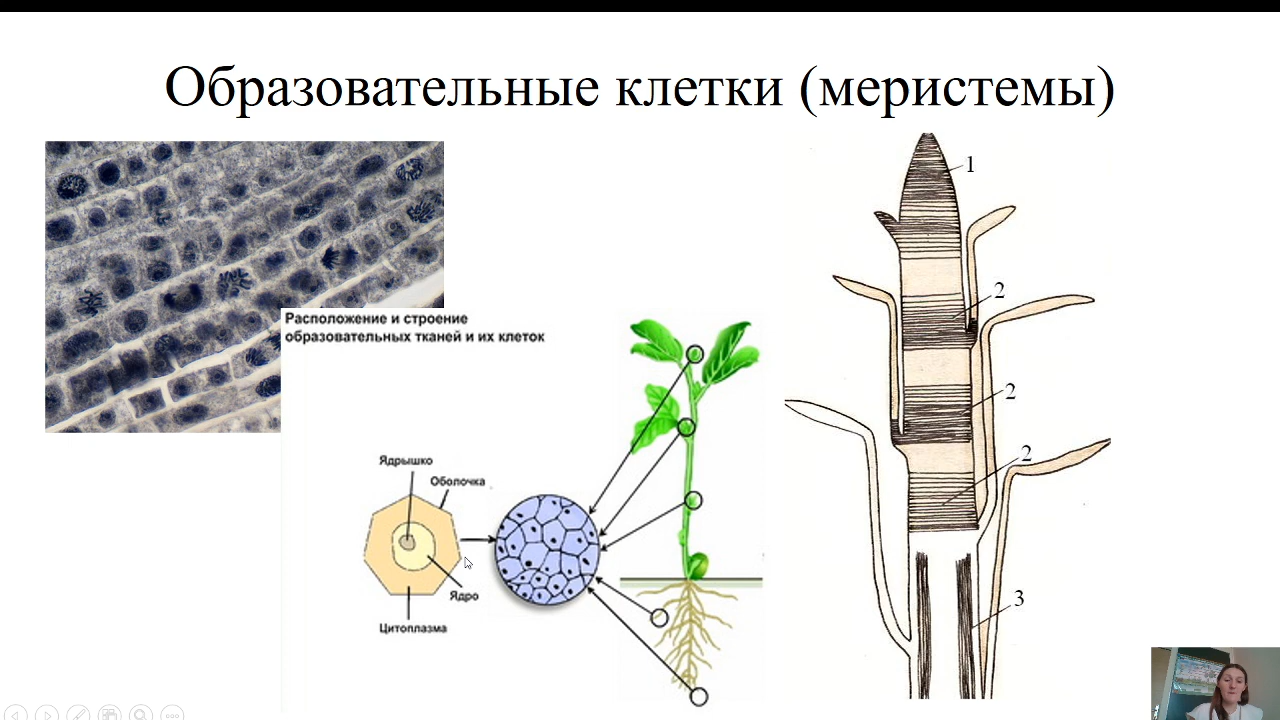 Образовательные клетки (меристемы)
Расположение и строение
образовательных тканей и их клеток
Ядрышко
Оболочка
Ядро
Цитоплазма
1
2
2
2
3